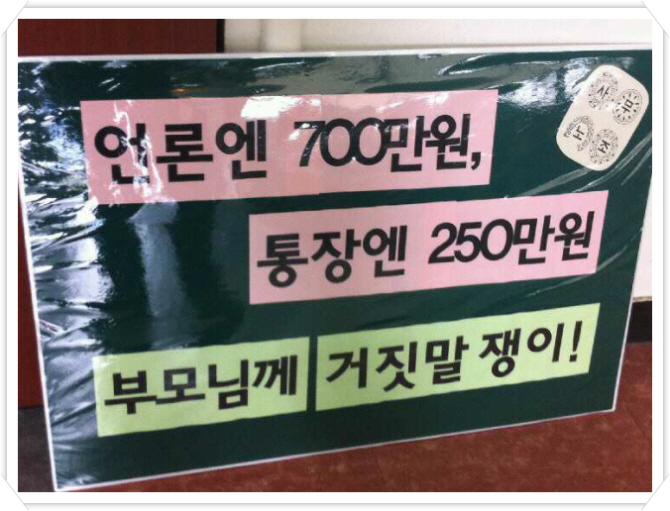 언론엔 700만원,
통장엔 250만원
부모님께 거짓말 쟁이!